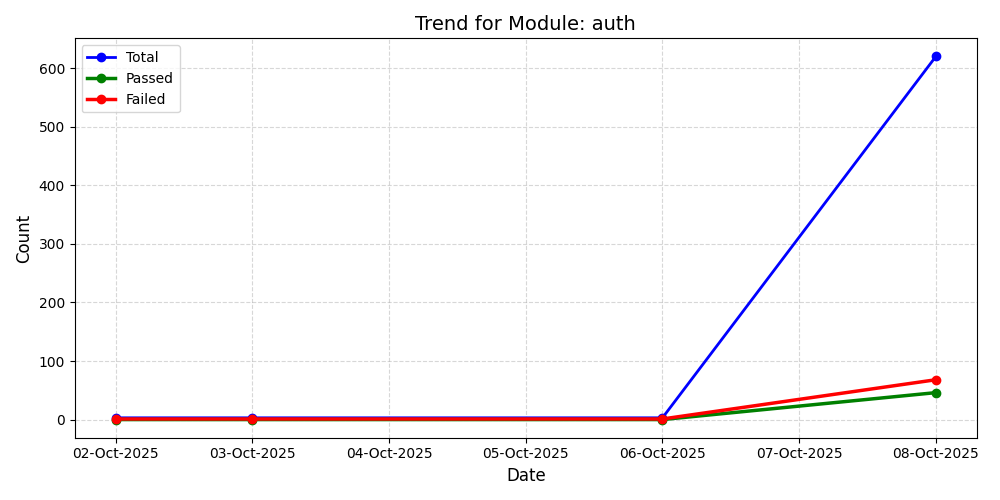 Trend for Module: auth
Total
Passed
Failed
Count
600
500
400
300
200
100
0
02-Oct-2025 03-Oct-2025 04-Oct-2025 05-Oct-2025 06-Oct-2025 07-Oct-2025 08-Oct-2025
Date